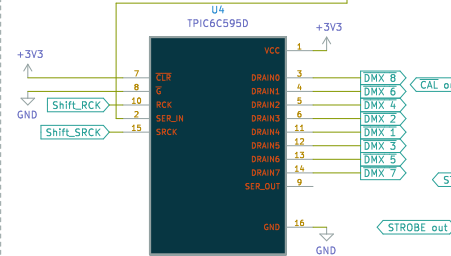 U4
TPIC6C595D
+3V3
+3V3
VCC 1
7 CLR
DRAIN0 3 DMX 8
8 G
DRAIN1 4 DMX 6
GND
Shift_RCK 10 RCK
DRAIN2 5 DMX 4
2 SER_IN
DRAIN3 6 DMX 2
Shift_SRCK 15 SRCK
DRAIN4 11 DMX 1
DRAIN5 12 DMX 3
DRAIN6 13 DMX 5
DRAIN7 14 DMX 7
SER_OUT 9
GND 16
GND
CAL
STROBE out